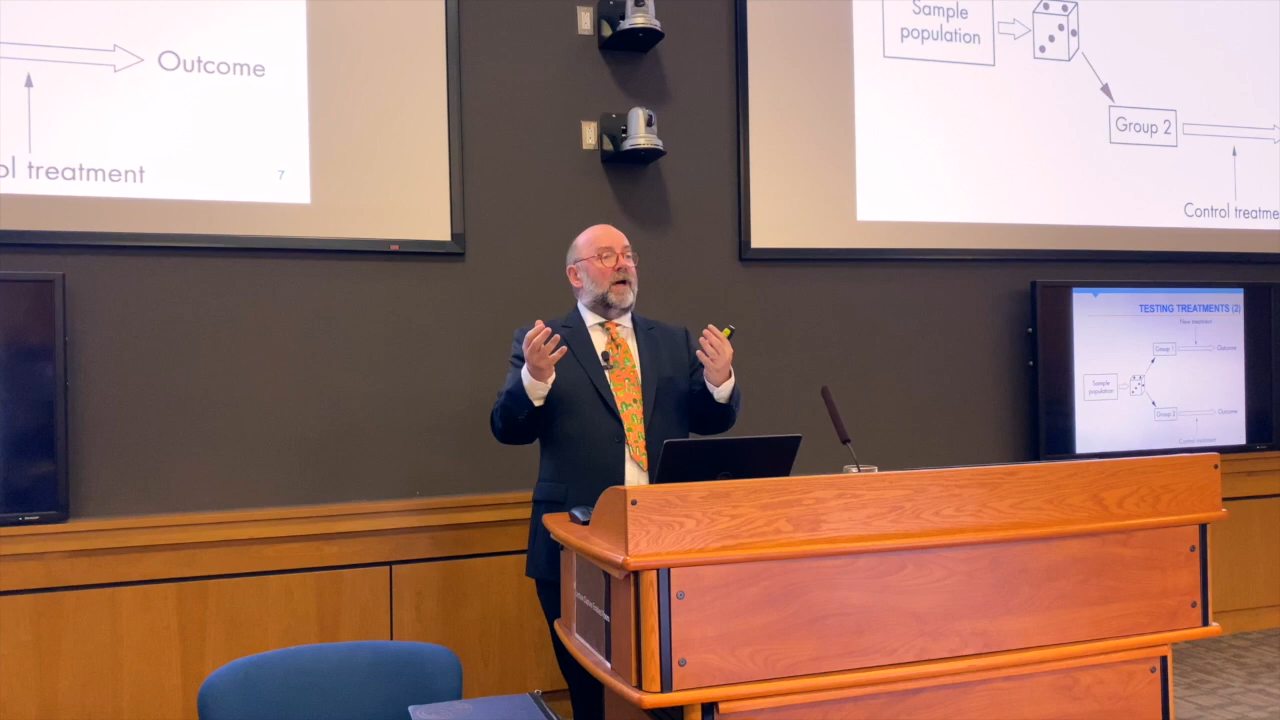 Outcome
ol treatment
7
Sample
population
Group 2
Control treatme
TESTING TREATMENTS (2)
New treatment
Group 1
Outcome
Sample
population
Group 2
Outcome
Control treatment